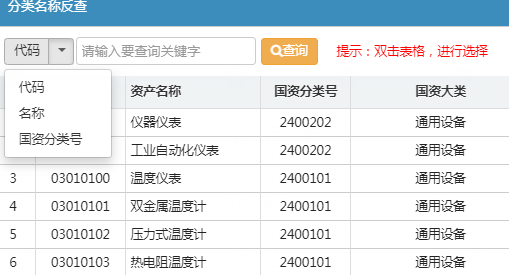 分类名称反查
代码 请输入要查询关键字 查询 提示：双击表格，进行选择
代码
名称
国资分类号
资产名称 国资分类号 国资大类
仪器仪表 2400202 通用设备
工业自动化仪表 2400202 通用设备
3 03010100 温度仪表 2400101 通用设备
4 03010101 双金属温度计 2400101 通用设备
5 03010102 压力式温度计 2400101 通用设备
6 03010103 热电阻温度计 2400101 通用设备